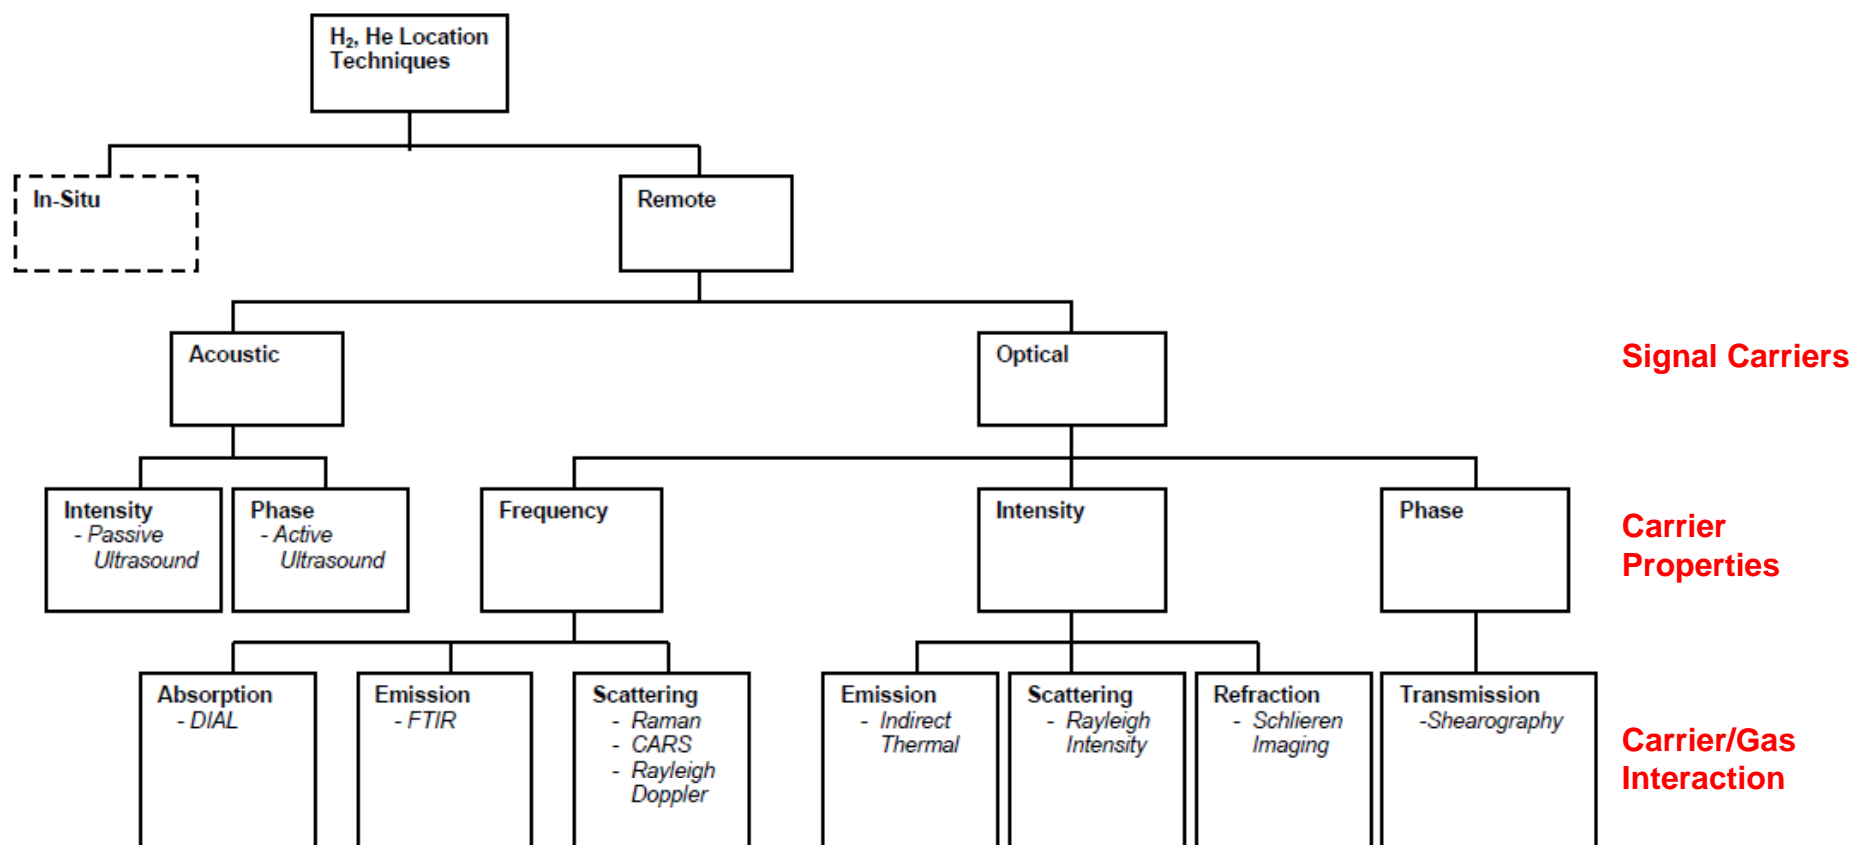 H₂, He Location
Techniques
In-Situ
Remote
Acoustic
Optical
Signal Carriers
Intensity
- Passive
Ultrasound
Phase
- Active
Ultrasound
Frequency
Intensity
Phase
Carrier
Properties
Absorption
- DIAL
Emission
- FTIR
Scattering
- Raman
- CARS
- Rayleigh
Doppler
Emission
- Indirect
Thermal
Scattering
- Rayleigh
Intensity
Refraction
- Schlieren
Imaging
Transmission
-Shearography
Carrier/Gas
Interaction